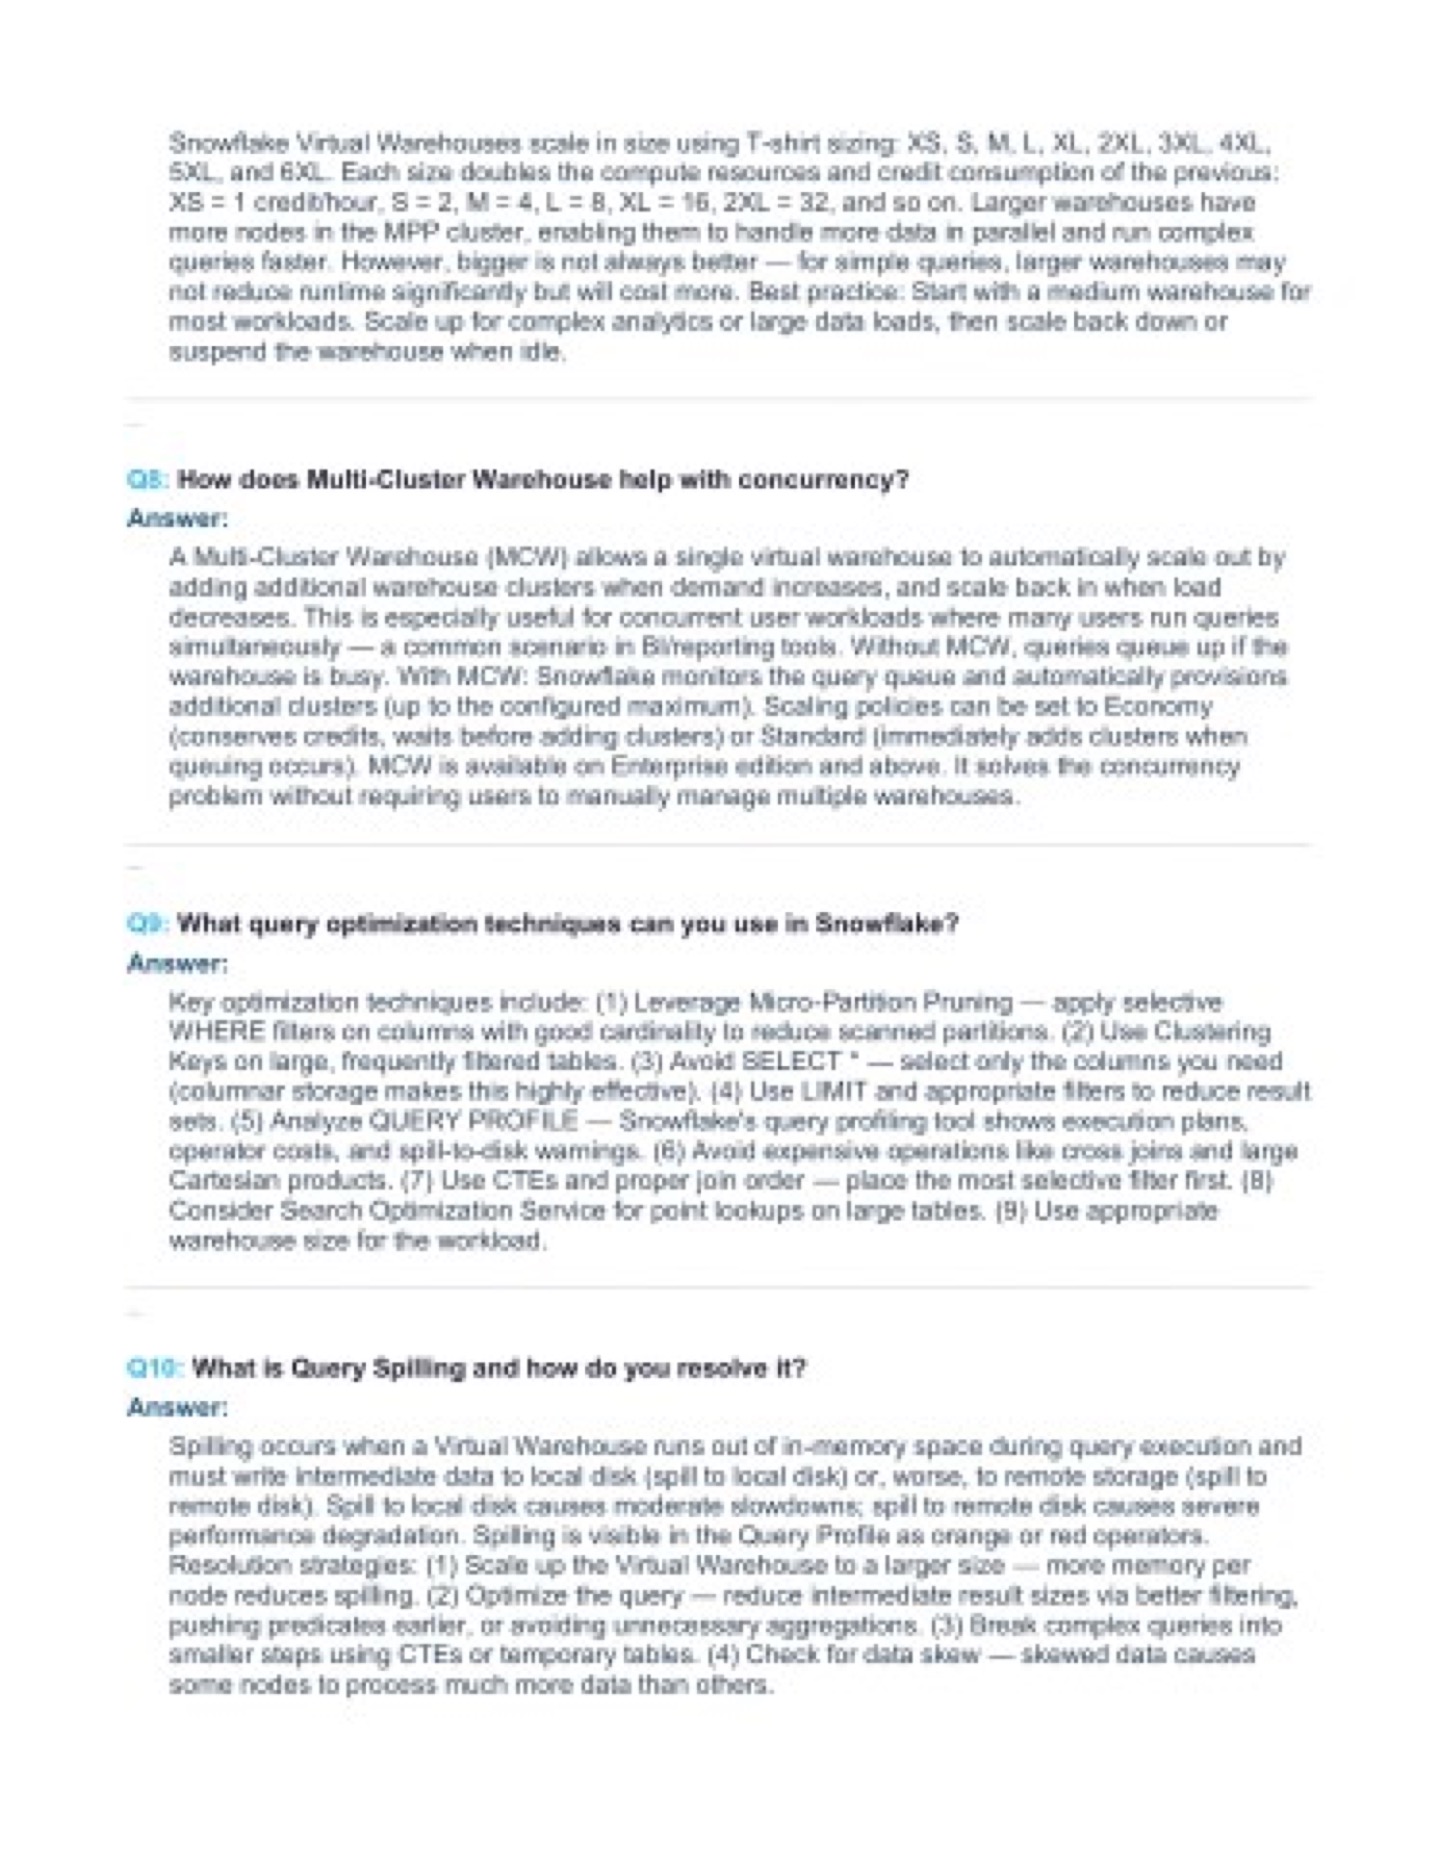 Snowflake Virtual Warehouses scale in size using T-shirt sizing: XS, S, M, L, XL, 2XL, 3XL, 4XL,
5XL, and 6XL. Each size doubles the compute resources and credit consumption of the previous:
XS = 1 credit/hour, S = 2, M = 4, L = 8, XL = 16, 2XL = 32, and so on. Larger warehouses have
more nodes in the MPP cluster, enabling them to handle more data in parallel and run complex
queries faster. However, bigger is not always better — for simple queries, larger warehouses may
not reduce runtime significantly but will cost more. Best practice: Start with a medium warehouse for
most workloads. Scale up for complex analytics or large data loads, then scale back down or
suspend the warehouse when idle.
Q8: How does Multi-Cluster Warehouse help with concurrency?
Answer:
A Multi-Cluster Warehouse (MCW) allows a single virtual warehouse to automatically scale out by
adding additional warehouse clusters when demand increases, and scale back in when load
decreases. This is especially useful for concurrent user workloads where many users run queries
simultaneously — a common scenario in BI/reporting tools. Without MCW, queries queue up if the
warehouse is busy. With MCW: Snowflake monitors the query queue and automatically provisions
additional clusters (up to the configured maximum). Scaling policies can be set to Economy
(conserves credits, waits before adding clusters) or Standard (immediately adds clusters when
queuing occurs). MCW is available on Enterprise edition and above. It solves the concurrency
problem without requiring users to manually manage multiple warehouses.
Q9: What query optimization techniques can you use in Snowflake?
Answer:
Key optimization techniques include: (1) Leverage Micro-Partition Pruning — apply selective
WHERE filters on columns with good cardinality to reduce scanned partitions. (2) Use Clustering
Keys on large, frequently filtered tables. (3) Avoid SELECT * — select only the columns you need
(columnar storage makes this highly effective). (4) Use LIMIT and appropriate filters to reduce result
sets. (5) Analyze QUERY PROFILE — Snowflake's query profiling tool shows execution plans,
operator costs, and spill-to-disk warnings. (6) Avoid expensive operations like cross joins and large
Cartesian products. (7) Use CTEs and proper join order — place the most selective filter first. (8)
Consider Search Optimization Service for point lookups on large tables. (9) Use appropriate
warehouse size for the workload.
Q10: What is Query Spilling and how do you resolve it?
Answer:
Spilling occurs when a Virtual Warehouse runs out of in-memory space during query execution and
must write intermediate data to local disk (spill to local disk) or, worse, to remote storage (spill to
remote disk). Spill to local disk causes moderate slowdowns; spill to remote disk causes severe
performance degradation. Spilling is visible in the Query Profile as orange or red operators.
Resolution strategies: (1) Scale up the Virtual Warehouse to a larger size — more memory per
node reduces spilling. (2) Optimize the query — reduce intermediate result sizes via better filtering,
pushing predicates earlier, or avoiding unnecessary aggregations. (3) Break complex queries into
smaller steps using CTEs or temporary tables. (4) Check for data skew — skewed data causes
some nodes to process much more data than others.